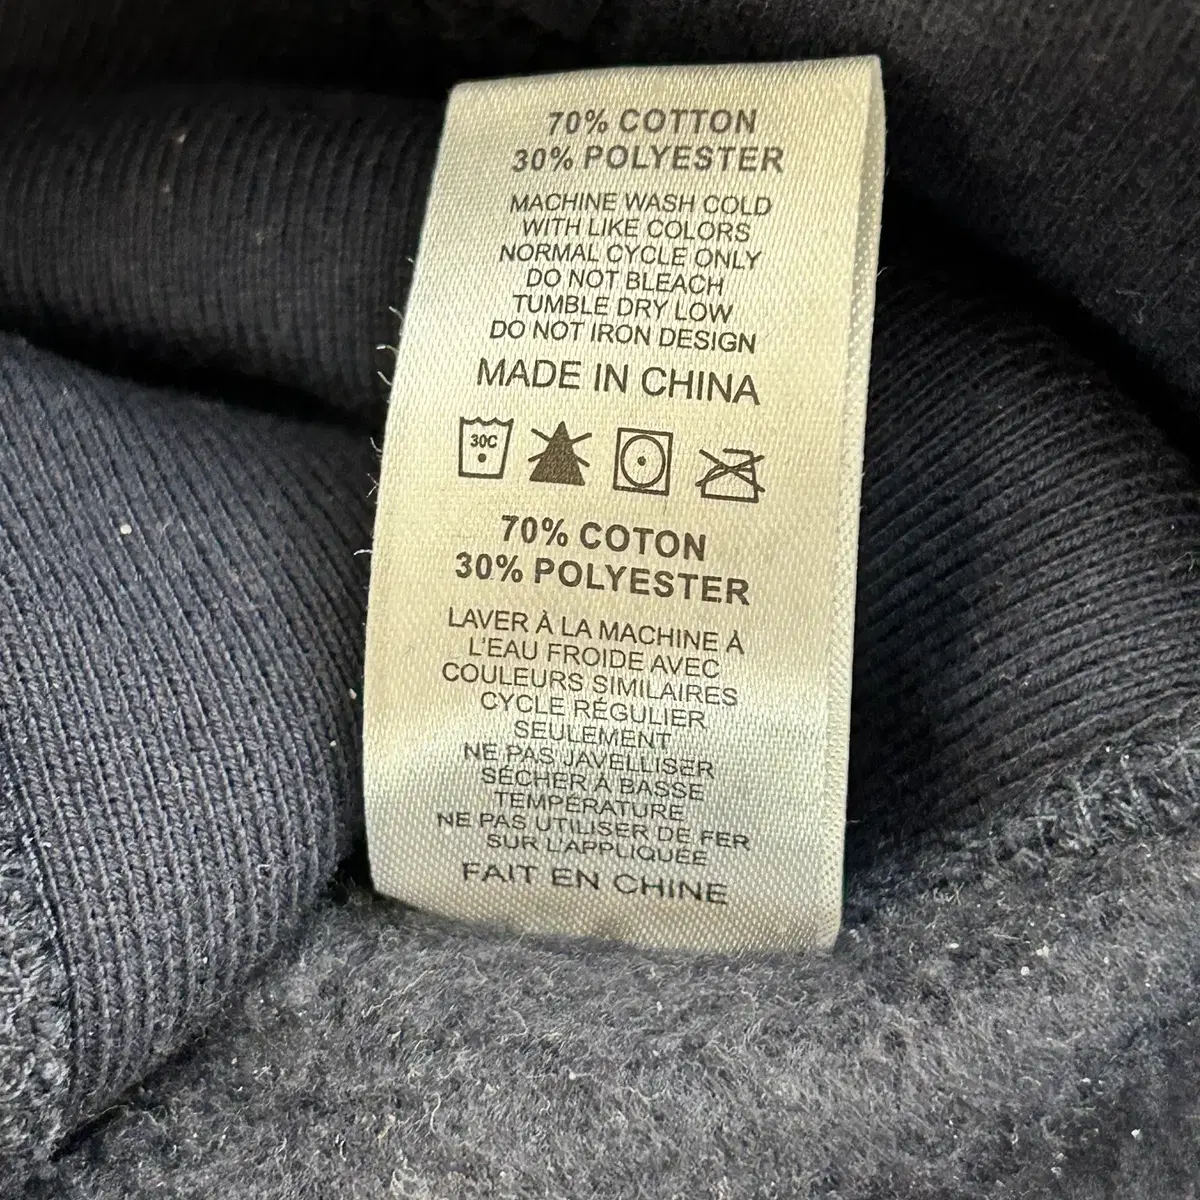 70% COTTON
30% POLYESTER
MACHINE WASH COLD
WITH LIKE COLORS
NORMAL CYCLE ONLY
DO NOT BLEACH
TUMBLE DRY LOW
DO NOT IRON DESIGN
MADE IN CHINA
30C
70% COTON
30% POLYESTER
LAVER À LA MACHINE À
L'EAU FROIDE AVEC
COULEURS SIMILAIRES
CYCLE RÉGULIER
SEULEMENT
NE PAS JAVELLISER
SÉCHER À BASSE
TEMPÉRATURE
NE PAS UTILISER DE FER
SUR L'APPLIQUÉE
FAIT EN CHINE